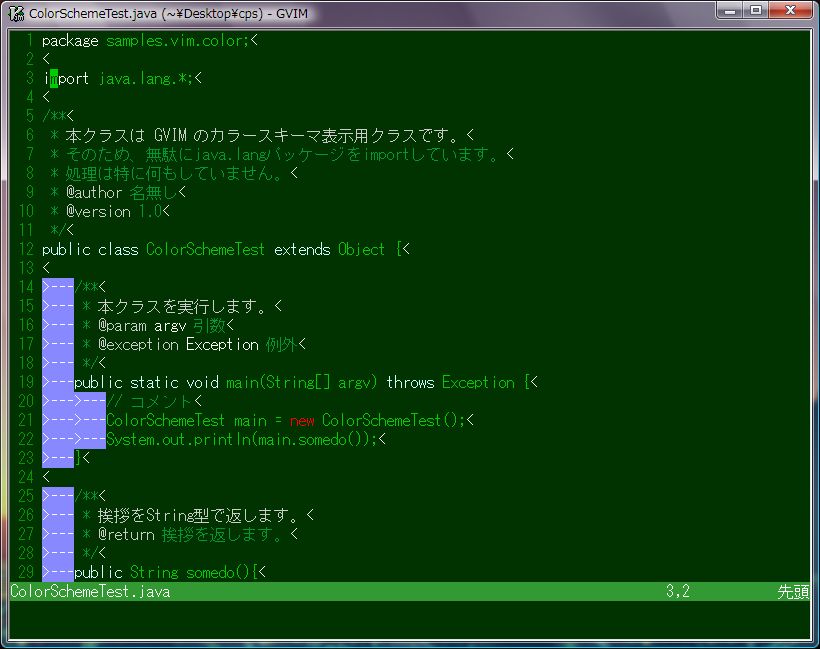 ColorSchemeTest.java (~¥Desktop¥cps) - GVIM
1 package samples.vim.color;<
2 <
3 import java.lang.*;<
4 <
5 /**<
6  * 本クラスは GVIM のカラースキーマ表示用クラスです。<
7  * そのため、無駄にjava.langパッケージをimportしています。<
8  * 処理は特に何もしていません。<
9  * @author 名無し<
10  * @version 1.0<
11  */<
12 public class ColorSchemeTest extends Object {<
13 <
14 >---/**<
15 >--- * 本クラスを実行します。<
16 >--- * @param argv 引数<
17 >--- * @exception Exception 例外<
18 >--- */<
19 >---public static void main(String[] argv) throws Exception {<
20 >--->---// コメント<
21 >--->---ColorSchemeTest main = new ColorSchemeTest();<
22 >--->---System.out.println(main.somedo());<
23 >---}<
24 <
25 >---/**<
26 >--- * 挨拶をString型で返します。<
27 >--- * @return 挨拶を返します。<
28 >--- */<
29 >---public String somedo(){<
ColorSchemeTest.java 3,2 先頭